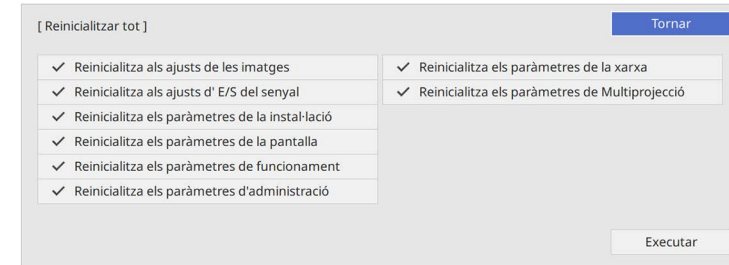 [ Reinicialitzar tot ]
Tornar
Reinicialitza als ajusts de les imatges
Reinicialitza als ajusts d' E/S del senyal
Reinicialitza els paràmetres de la instal·lació
Reinicialitza els paràmetres de la pantalla
Reinicialitza els paràmetres de funcionament
Reinicialitza els paràmetres d'administració
Reinicialitza els paràmetres de la xarxa
Reinicialitza els paràmetres de Multiprojecció
Executar